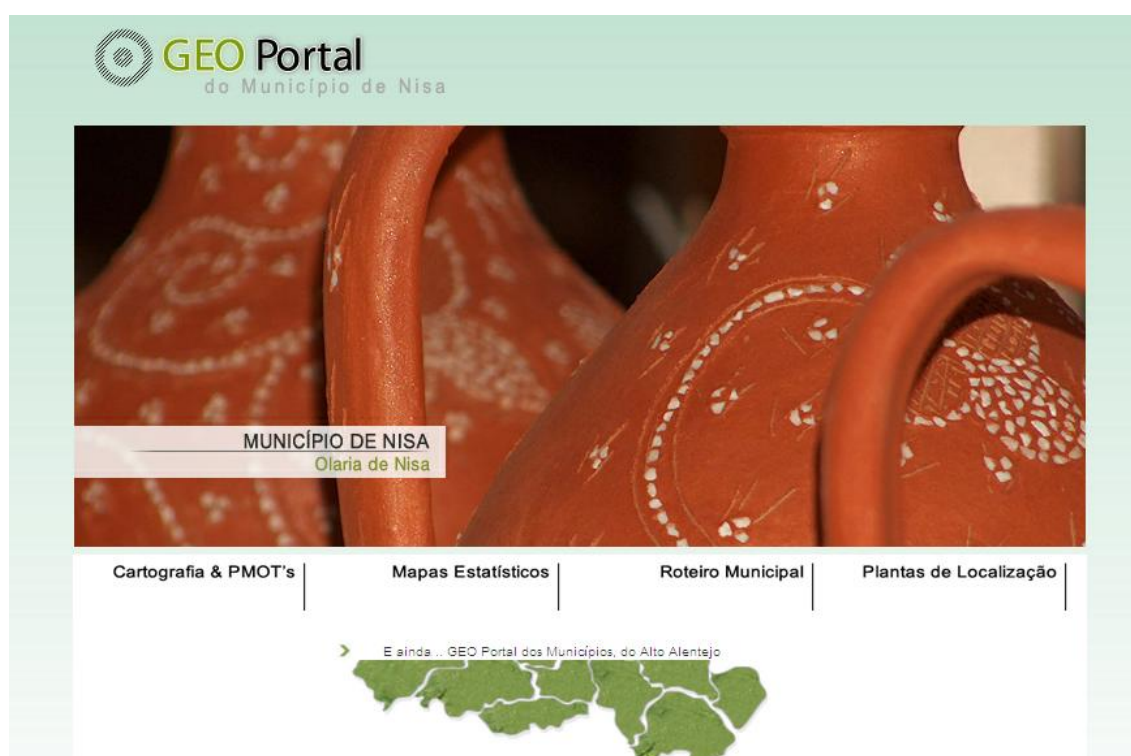 GEO Portal
do Município de Nisa
MUNICÍPIO DE NISA
Olaria de Nisa
Cartografia & PMOT's
Mapas Estatísticos
Roteiro Municipal
Plantas de Localização
E ainda .. GEO Portal dos Municípios, do Alto Alentejo